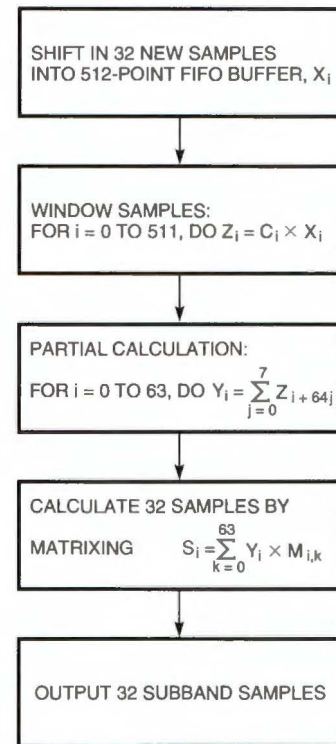 SHIFT IN 32 NEW SAMPLES
INTO 512-POINT FIFO BUFFER, Xi
WINDOW SAMPLES:
FOR i = 0 TO 511, DO Zi = Ci × Xi
PARTIAL CALCULATION:
FOR i = 0 TO 63, DO Yi = 7∑j = 0 Zi + 64j
CALCULATE 32 SAMPLES BY
MATRIXING Si = 63∑k = 0 Yi × Mi,k
OUTPUT 32 SUBBAND SAMPLES